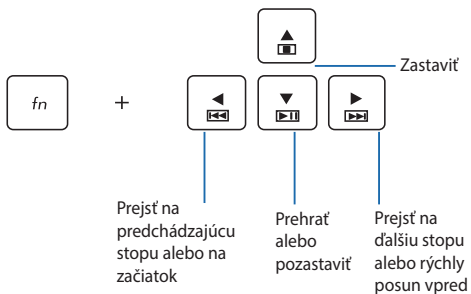 Zastaviť
fn +
Prejsť na
predchádzajúcu
stopu alebo na
začiatok
Prehrať
alebo
pozastaviť
Prejsť na
ďalšiu stopu
alebo rýchly
posun vpred